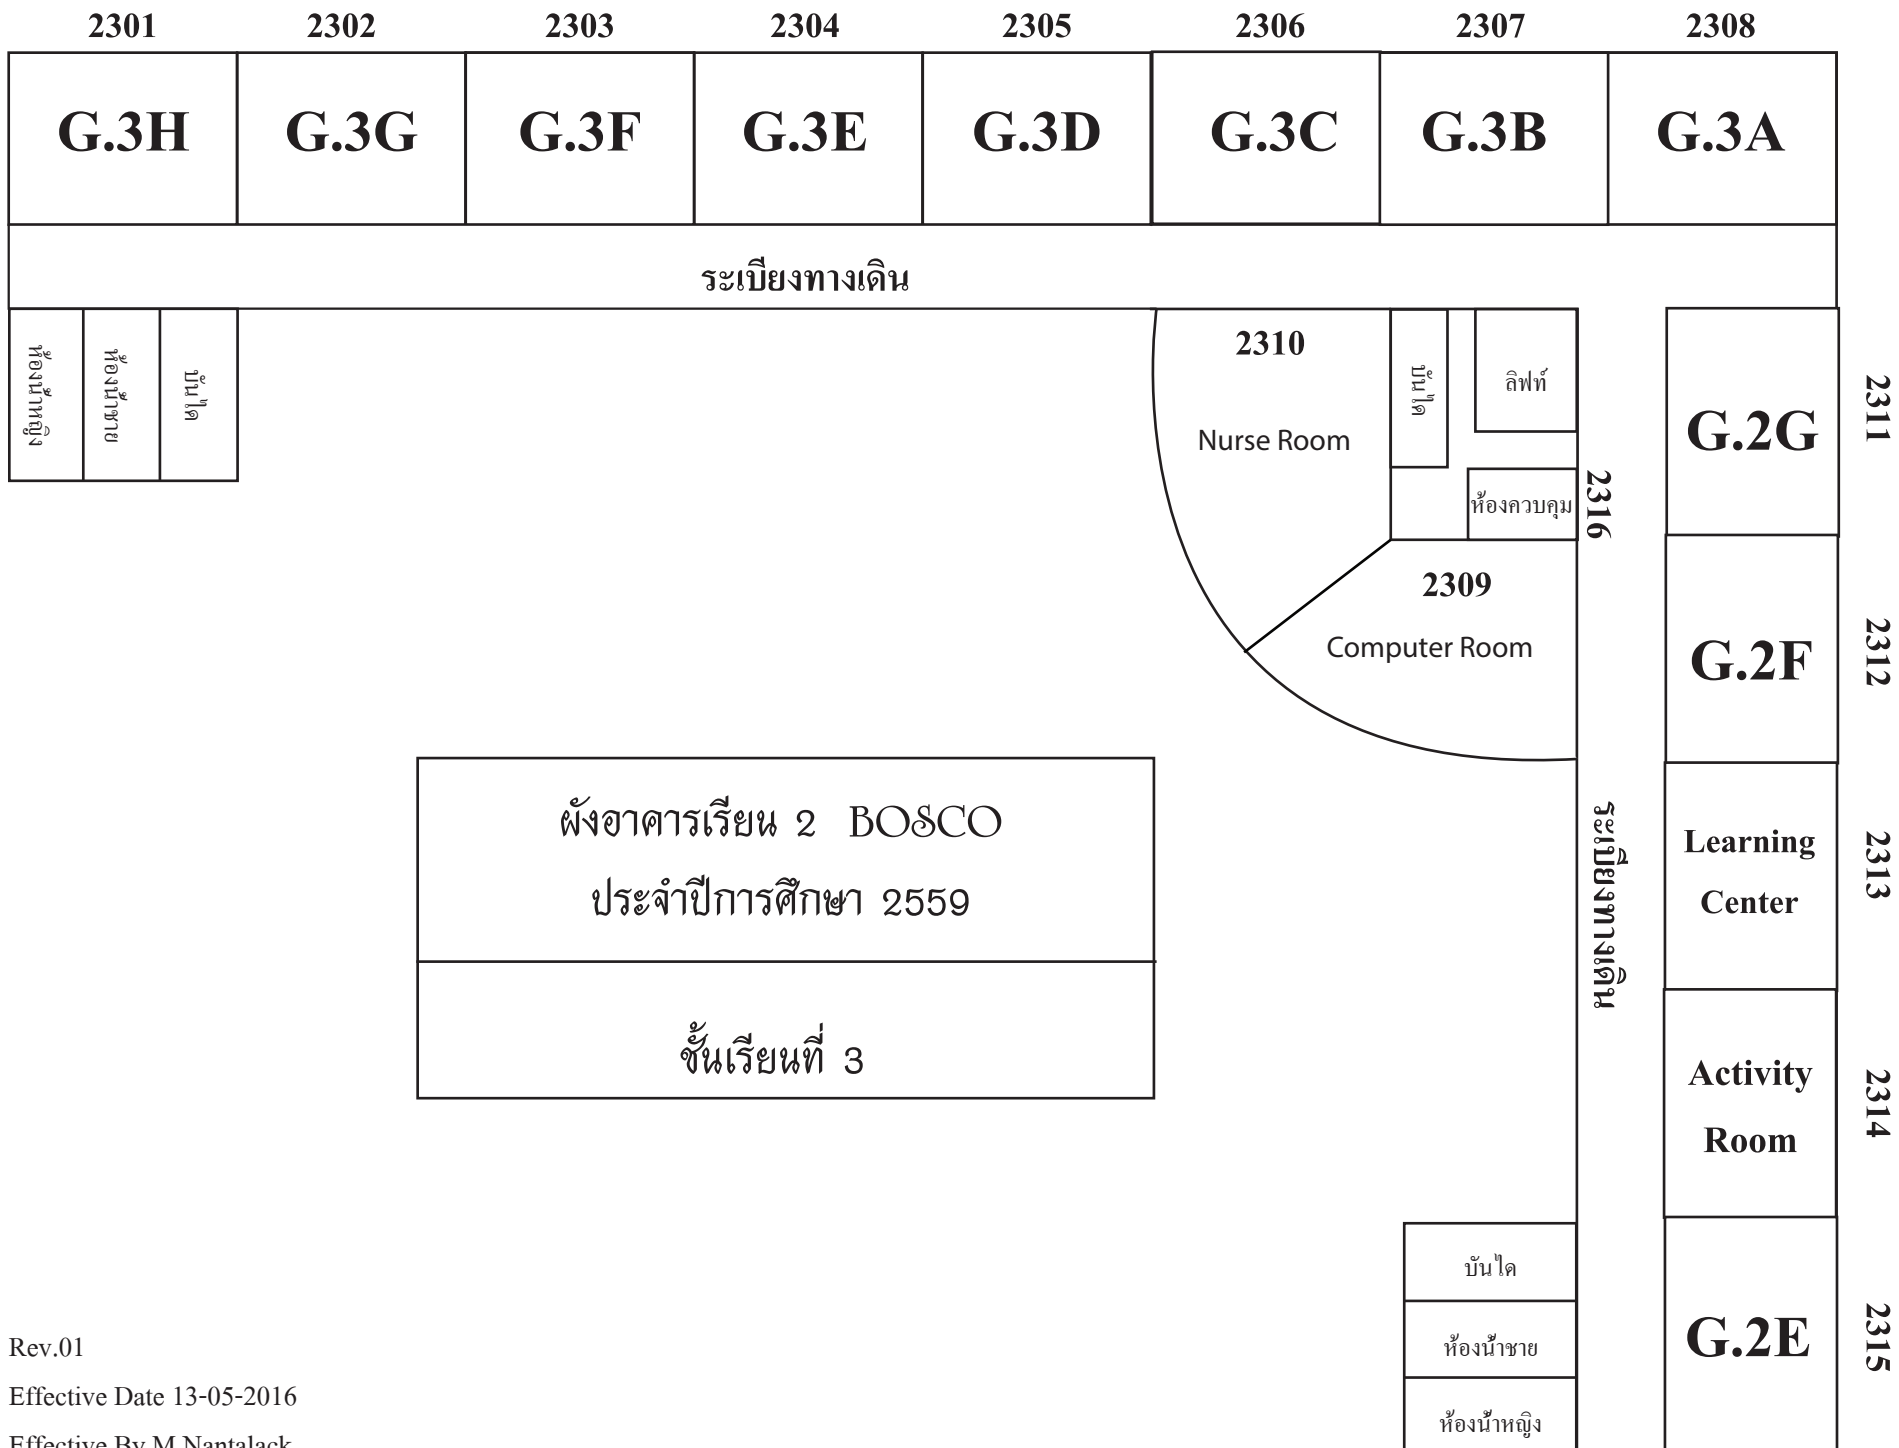 2301 2302 2303 2304 2305 2306 2307 2308
G.3H G.3G G.3F G.3E G.3D G.3C G.3B G.3A
ระเบียงทางเดิน
ห้องน้ำหญิง
ห้องน้ำชาย
บันได
2310
Nurse Room
บันได
ลิฟท์
ห้องควบคุม
2316
2309
Computer Room
G.2G
2311
G.2F
2312
ระเบียงทางเดิน
Learning
Center
2313
Activity
Room
2314
G.2E
2315
ผังอาคารเรียน 2 BOSCO
ประจำปีการศึกษา 2559
ชั้นเรียนที่ 3
บันได
ห้องน้ำชาย
ห้องน้ำหญิง
Rev.01
Effective Date 13-05-2016
Effective By M.Nantalack